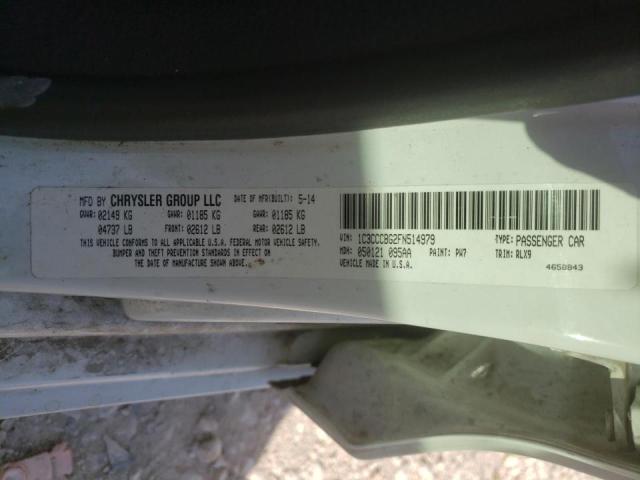 MFD BY CHRYSLER GROUP LLC DATE OF MFR(BUILT): 5-14
GVWR: 02149 KG GAWR: 01185 KG GAWR: 01185 KG
04737 LB FRONT: 02612 LB REAR: 02612 LB
THIS VEHICLE CONFORMS TO ALL APPLICABLE U.S.A. FEDERAL MOTOR VEHICLE SAFETY,
BUMPER AND THEFT PREVENTION STANDARDS IN EFFECT ON
THE DATE OF MANUFACTURE SHOWN ABOVE.
VIN: 1C3CCCBG2FN514979 TYPE: PASSENGER CAR
MDH: 050121 095AA PAINT: PW7 TRIM: RLX9
VEHICLE MADE IN U.S.A. 4658843